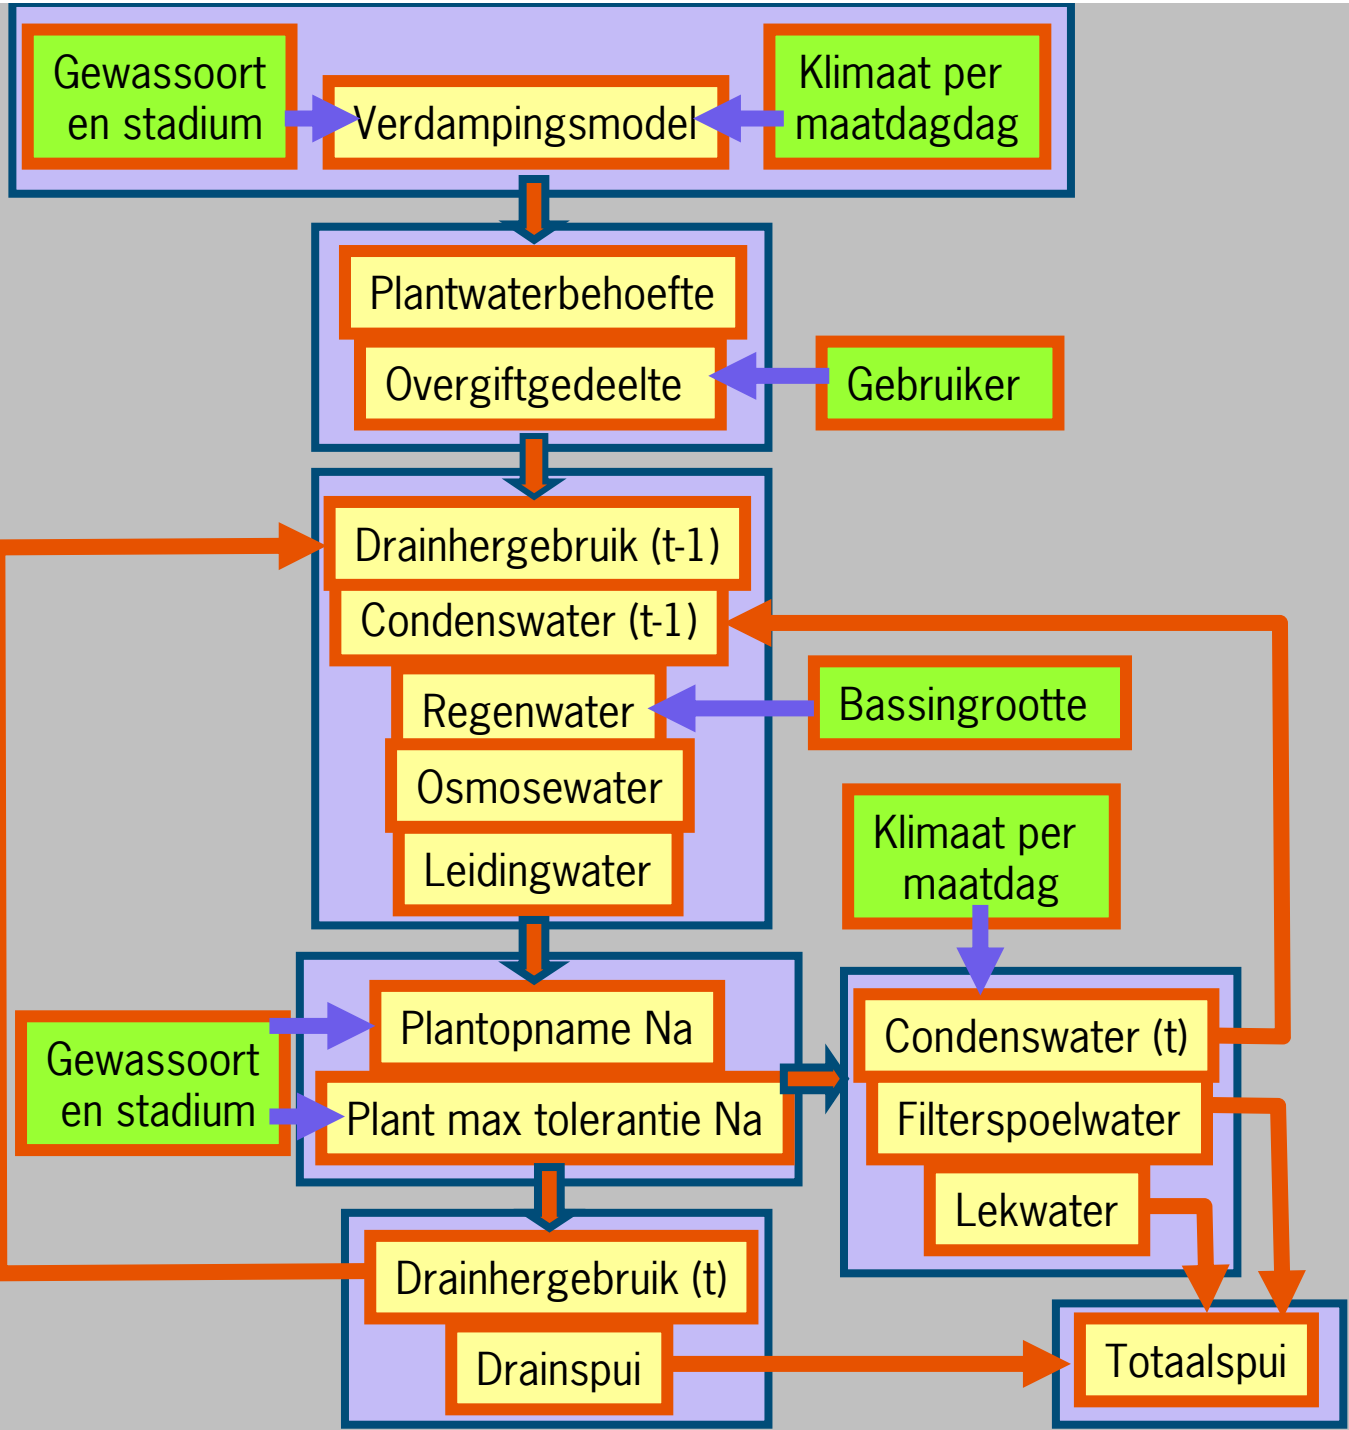 Gewassoort
en stadium
Verdampingsmodel
Klimaat per
maatdagdag
Plantwaterbehoefte
Overgiftgedeelte
Gebruiker
Drainhergebruik (t-1)
Condenswater (t-1)
Regenwater
Bassingrootte
Osmosewater
Leidingwater
Klimaat per
maatdag
Gewassoort
en stadium
Plantopname Na
Plant max tolerantie Na
Condenswater (t)
Filterspoelwater
Lekwater
Drainhergebruik (t)
Drainspui
Totaalspui